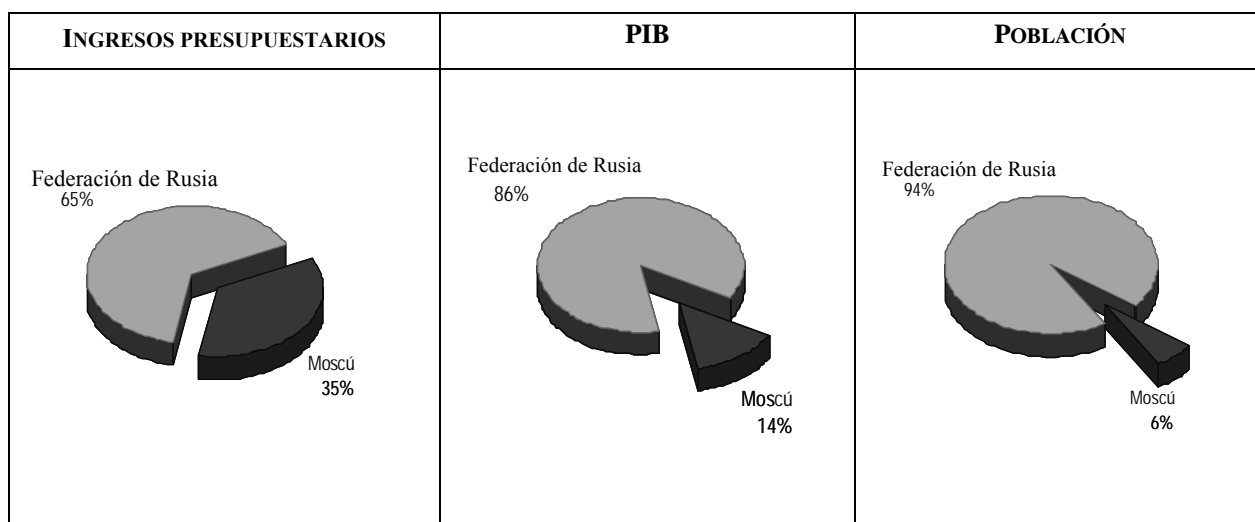 INGRESOS PRESUPUESTARIOS
PIB
POBLACIÓN
Federación de Rusia
65%
Moscú
35%
Federación de Rusia
86%
Moscú
14%
Federación de Rusia
94%
Moscú
6%